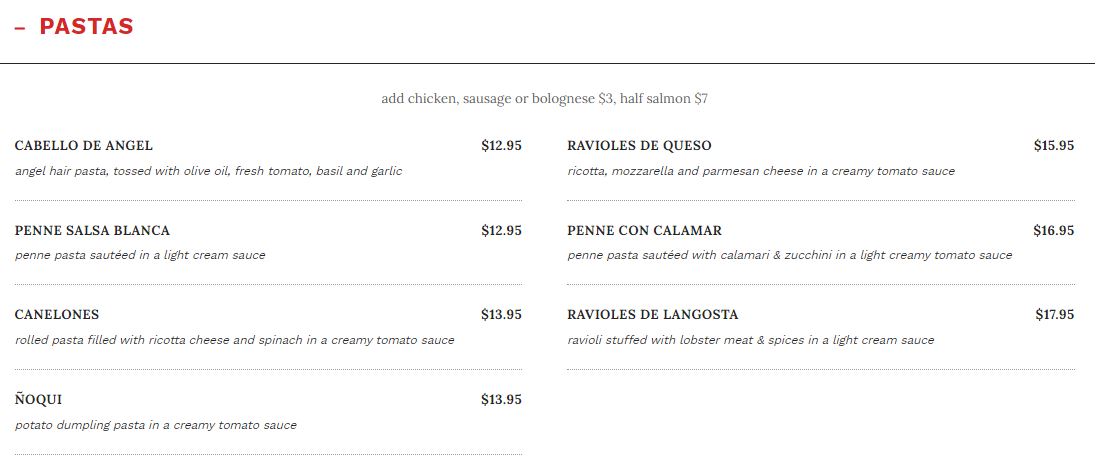 – PASTAS
add chicken, sausage or bolognese $3, half salmon $7
CABELLO DE ANGEL $12.95
angel hair pasta, tossed with olive oil, fresh tomato, basil and garlic
PENNE SALSA BLANCA $12.95
penne pasta sautéed in a light cream sauce
CANELONES $13.95
rolled pasta filled with ricotta cheese and spinach in a creamy tomato sauce
ÑOQUI $13.95
potato dumpling pasta in a creamy tomato sauce
RAVIOLES DE QUESO $15.95
ricotta, mozzarella and parmesan cheese in a creamy tomato sauce
PENNE CON CALAMAR $16.95
penne pasta sautéed with calamari & zucchini in a light creamy tomato sauce
RAVIOLES DE LANGOSTA $17.95
ravioli stuffed with lobster meat & spices in a light cream sauce